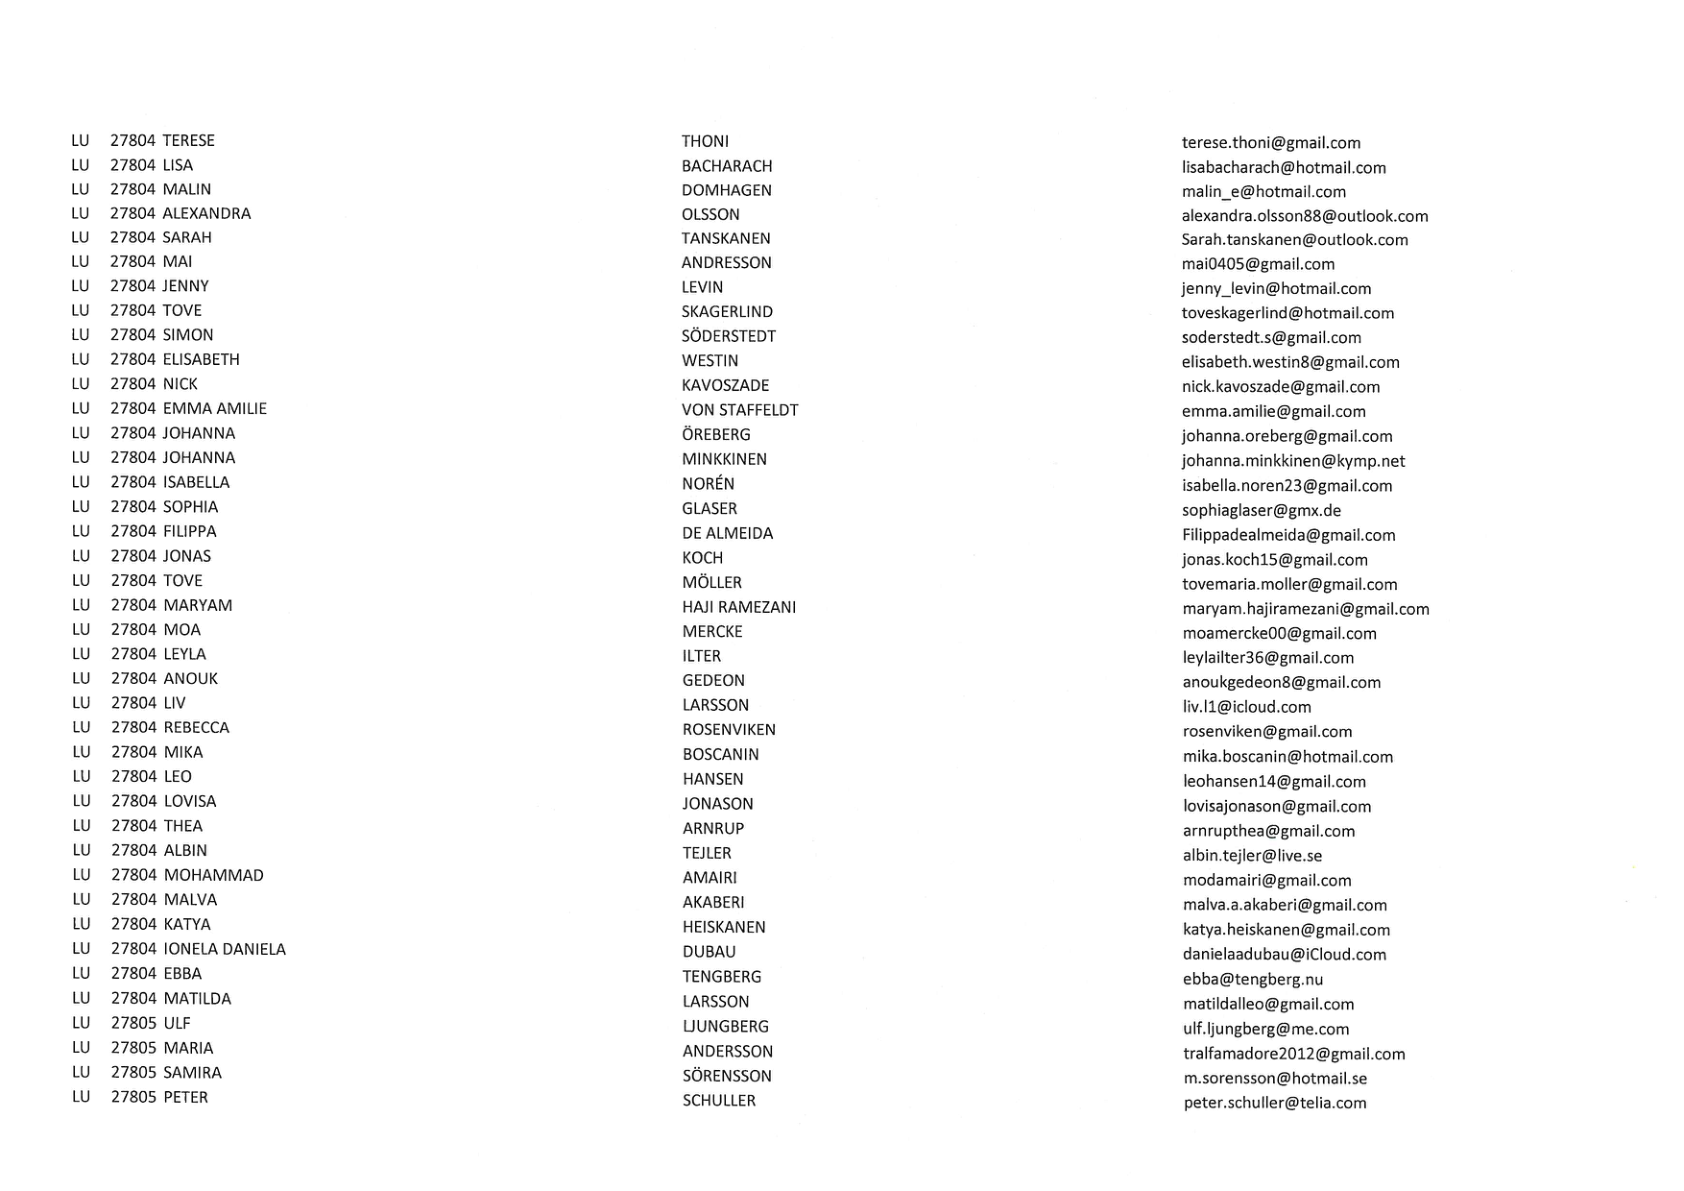 LU 27804 TERESE THONI terese.thoni@gmail.com
LU 27804 LISA BACHARACH lisabacharach@hotmail.com
LU 27804 MALIN DOMHAGEN malin_e@hotmail.com
LU 27804 ALEXANDRA OLSSON alexandra.olsson88@outlook.com
LU 27804 SARAH TANSKANEN Sarah.tanskanen@outlook.com
LU 27804 MAI ANDRESSON mai0405@gmail.com
LU 27804 JENNY LEVIN jenny_levin@hotmail.com
LU 27804 TOVE SKAGERLIND toveskagerlind@hotmail.com
LU 27804 SIMON SÖDERSTEDT soderstedt.s@gmail.com
LU 27804 ELISABETH WESTIN elisabeth.westin8@gmail.com
LU 27804 NICK KAVOSZADE nick.kavoszade@gmail.com
LU 27804 EMMA AMILIE VON STAFFELDT emma.amilie@gmail.com
LU 27804 JOHANNA ÖREBERG johanna.oreberg@gmail.com
LU 27804 JOHANNA MINKKINEN johanna.minkkinen@kymp.net
LU 27804 ISABELLA NORÉN isabella.noren23@gmail.com
LU 27804 SOPHIA GLASER sophiaglaser@gmx.de
LU 27804 FILIPPA DE ALMEIDA Filippadealmeida@gmail.com
LU 27804 JONAS KOCH jonas.koch15@gmail.com
LU 27804 TOVE MÖLLER tovemaria.moller@gmail.com
LU 27804 MARYAM HAJI RAMEZANI maryam.hajiramezani@gmail.com
LU 27804 MOA MERCKE moamercke00@gmail.com
LU 27804 LEYLA ILTER leylailter36@gmail.com
LU 27804 ANOUK GEDEON anoukgedeon8@gmail.com
LU 27804 LIV LARSSON liv.l1@icloud.com
LU 27804 REBECCA ROSENVIKEN rosenviken@gmail.com
LU 27804 MIKA BOSCANIN mika.boscanin@hotmail.com
LU 27804 LEO HANSEN leohansen14@gmail.com
LU 27804 LOVISA JONASON lovisajonason@gmail.com
LU 27804 THEA ARNRUP arnrupthea@gmail.com
LU 27804 ALBIN TEJLER albin.tejler@live.se
LU 27804 MOHAMMAD AMAIRI modamairi@gmail.com
LU 27804 MALVA AKABERI malva.a.akaberi@gmail.com
LU 27804 KATYA HEISKANEN katya.heiskanen@gmail.com
LU 27804 IONELA DANIELA DUBAU danielaadubau@iCloud.com
LU 27804 EBBA TENGBERG ebba@tengberg.nu
LU 27804 MATILDA LARSSON matildalleo@gmail.com
LU 27805 ULF LJUNGBERG ulf.ljungberg@me.com
LU 27805 MARIA ANDERSSON tralfamadore2012@gmail.com
LU 27805 SAMIRA SÖRENSSON m.sorensson@hotmail.se
LU 27805 PETER SCHULLER peter.schuller@telia.com